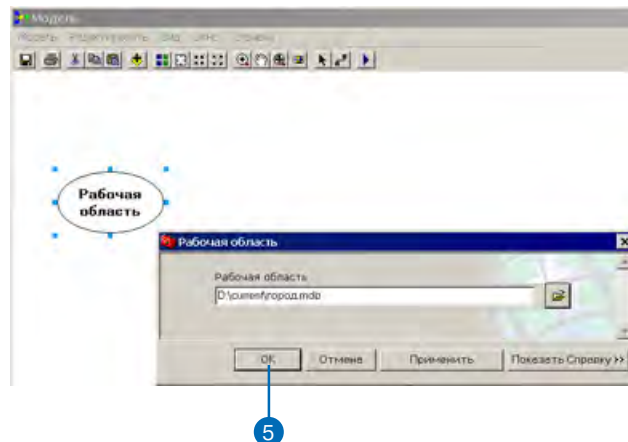 Модель
Модель Редактировать Вид Окно Справка
Рабочая
область
Рабочая область
Рабочая область
D:\current\город.mdb
OK Отмена Применить Показать Справку >>
5